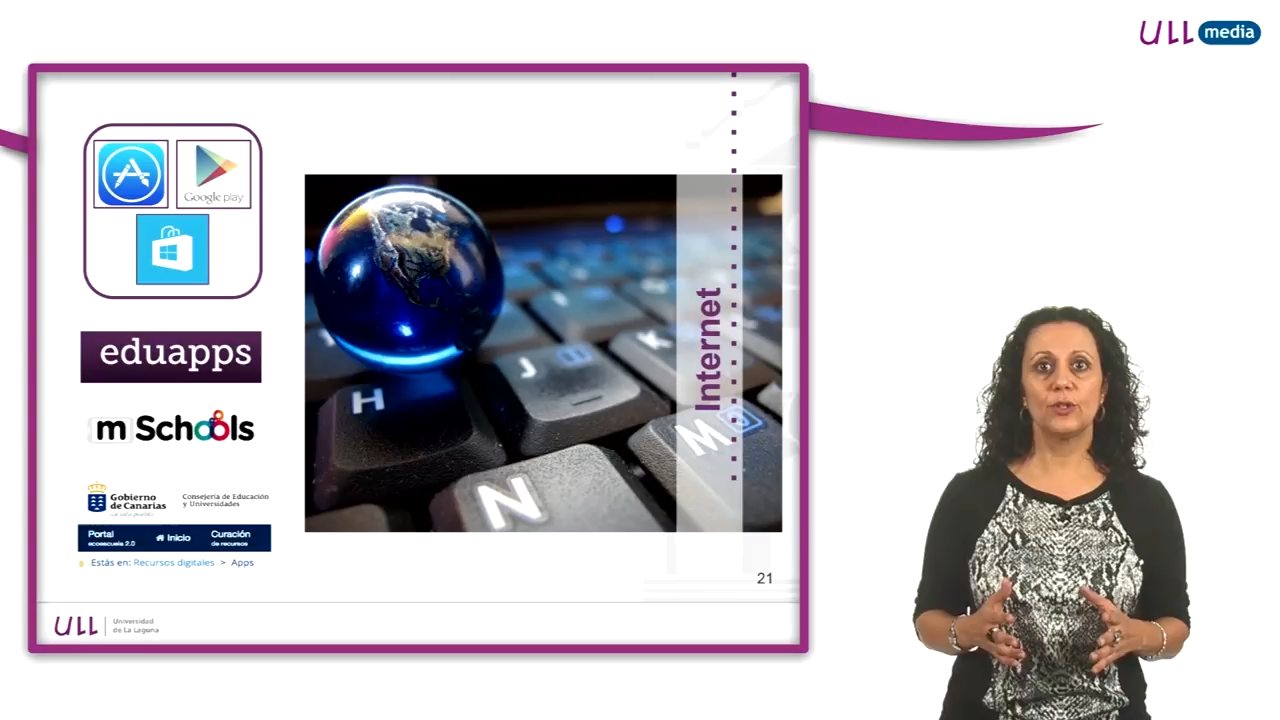 ULL media
Google play
eduapps
mSchools
Gobierno
de Canarias
Consejería de Educación
y Universidades
Portal
ecoescuela 2.0
Inicio
Curación
de recursos
Estás en: Recursos digitales > Apps
H
J
K
N
M
Internet
21
ULL
Universidad
de La Laguna